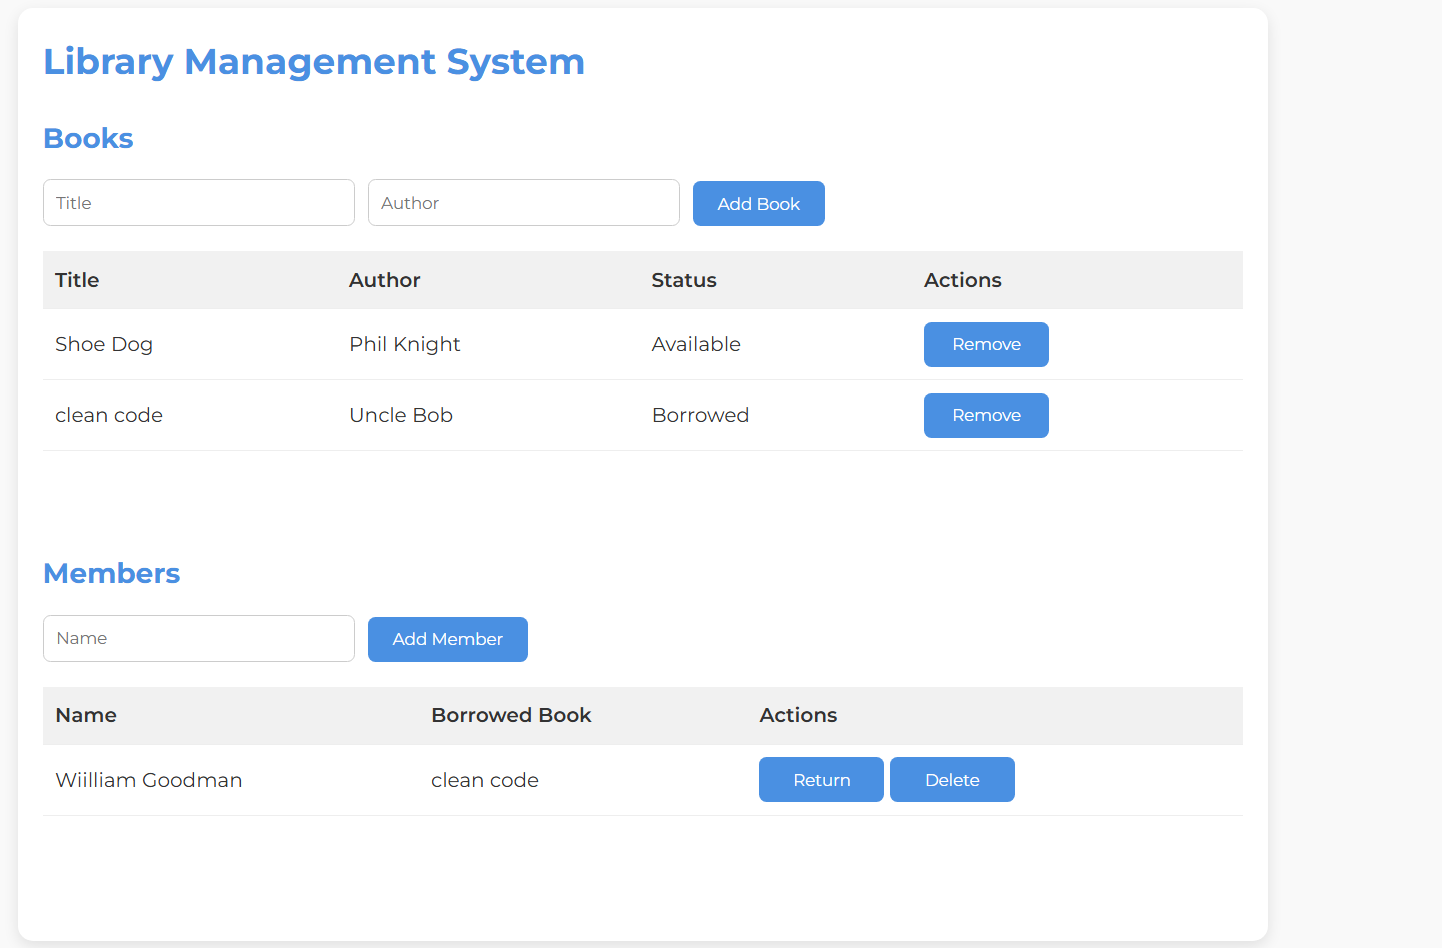 Library Management System
Books
Title Author Add Book
Title Author Status Actions
Shoe Dog Phil Knight Available Remove
clean code Uncle Bob Borrowed Remove
Members
Name Add Member
Name Borrowed Book Actions
Wiilliam Goodman clean code Return Delete